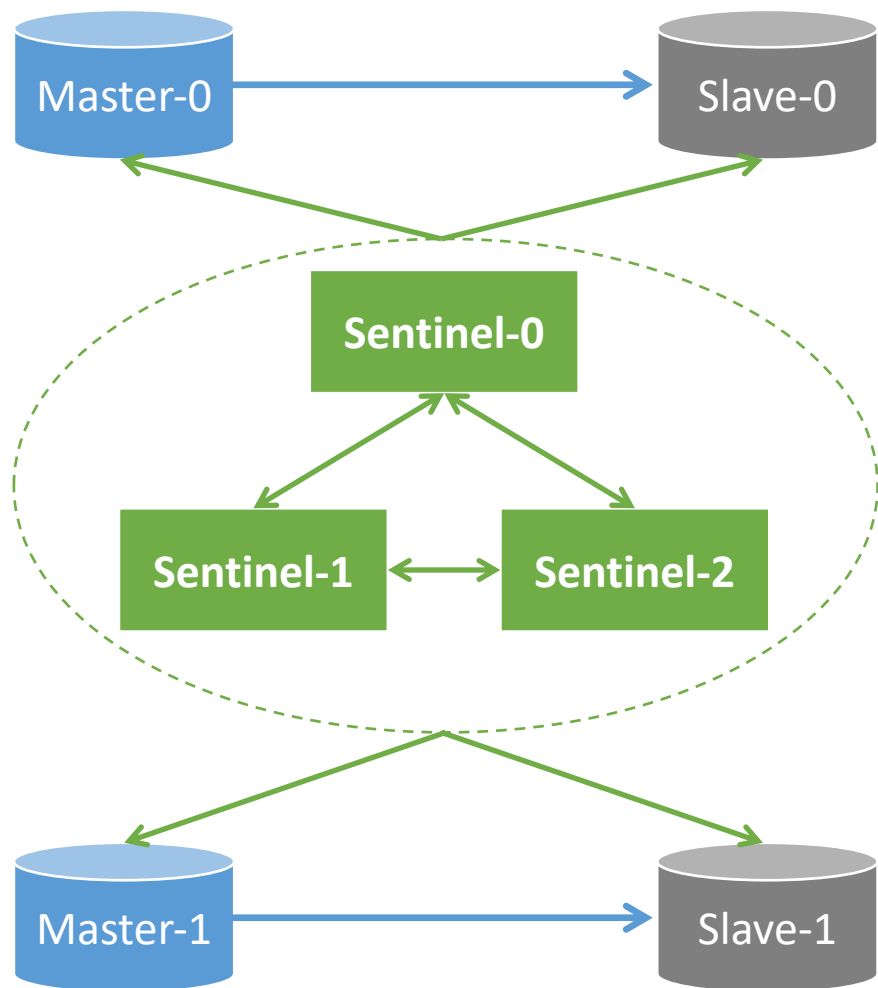 Master-0
Slave-0
Sentinel-0
Sentinel-1
Sentinel-2
Master-1
Slave-1